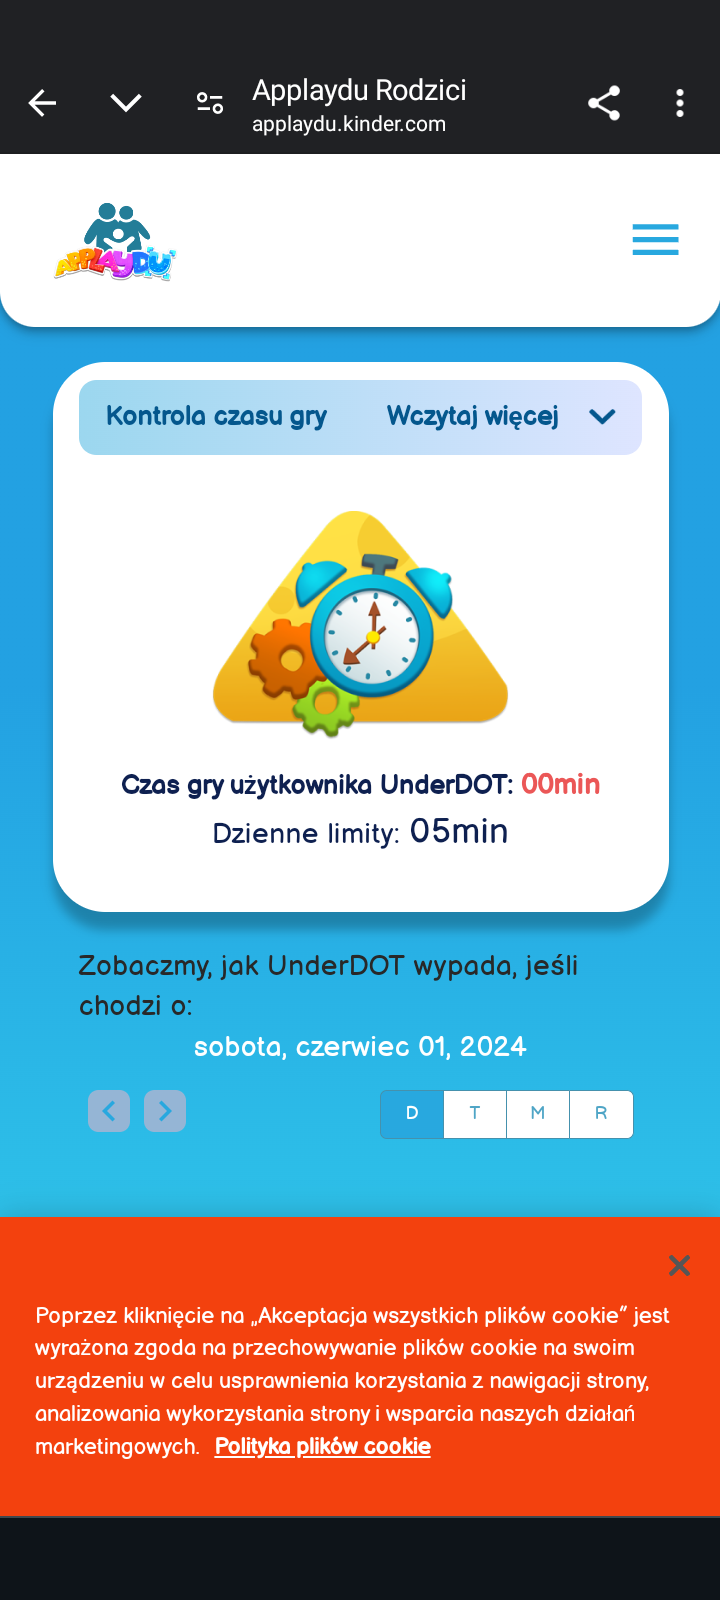 Applaydu Rodzici
applaydu.kinder.com
APPLAYDU
Kontrola czasu gry
Wczytaj więcej
Czas gry użytkownika UnderDOT: 00min
Dzienne limity: 05min
Zobaczmy, jak UnderDOT wypada, jeśli
chodzi o:
sobota, czerwiec 01, 2024
D T M R
Poprzez kliknięcie na „Akceptacja wszystkich plików cookie” jest
wyrażona zgoda na przechowywanie plików cookie na swoim
urządzeniu w celu usprawnienia korzystania z nawigacji strony,
analizowania wykorzystania strony i wsparcia naszych działań
marketingowych. Polityka plików cookie